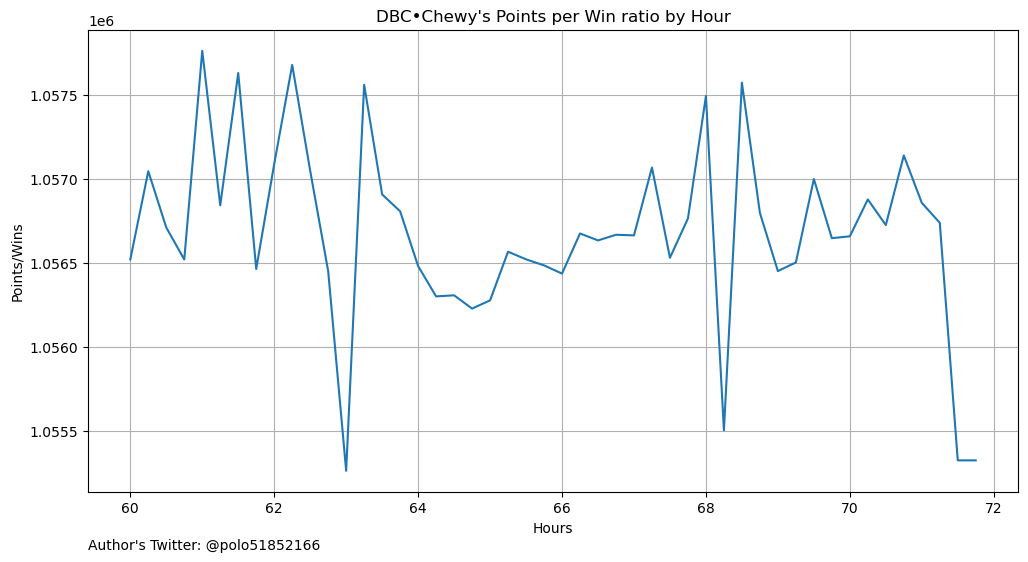 DBC•Chewy's Points per Win ratio by Hour
1e6
1.0575
1.0570
1.0565
1.0560
1.0555
Points/Wins
60 62 64 66 68 70 72
Hours
Author's Twitter: @polo51852166